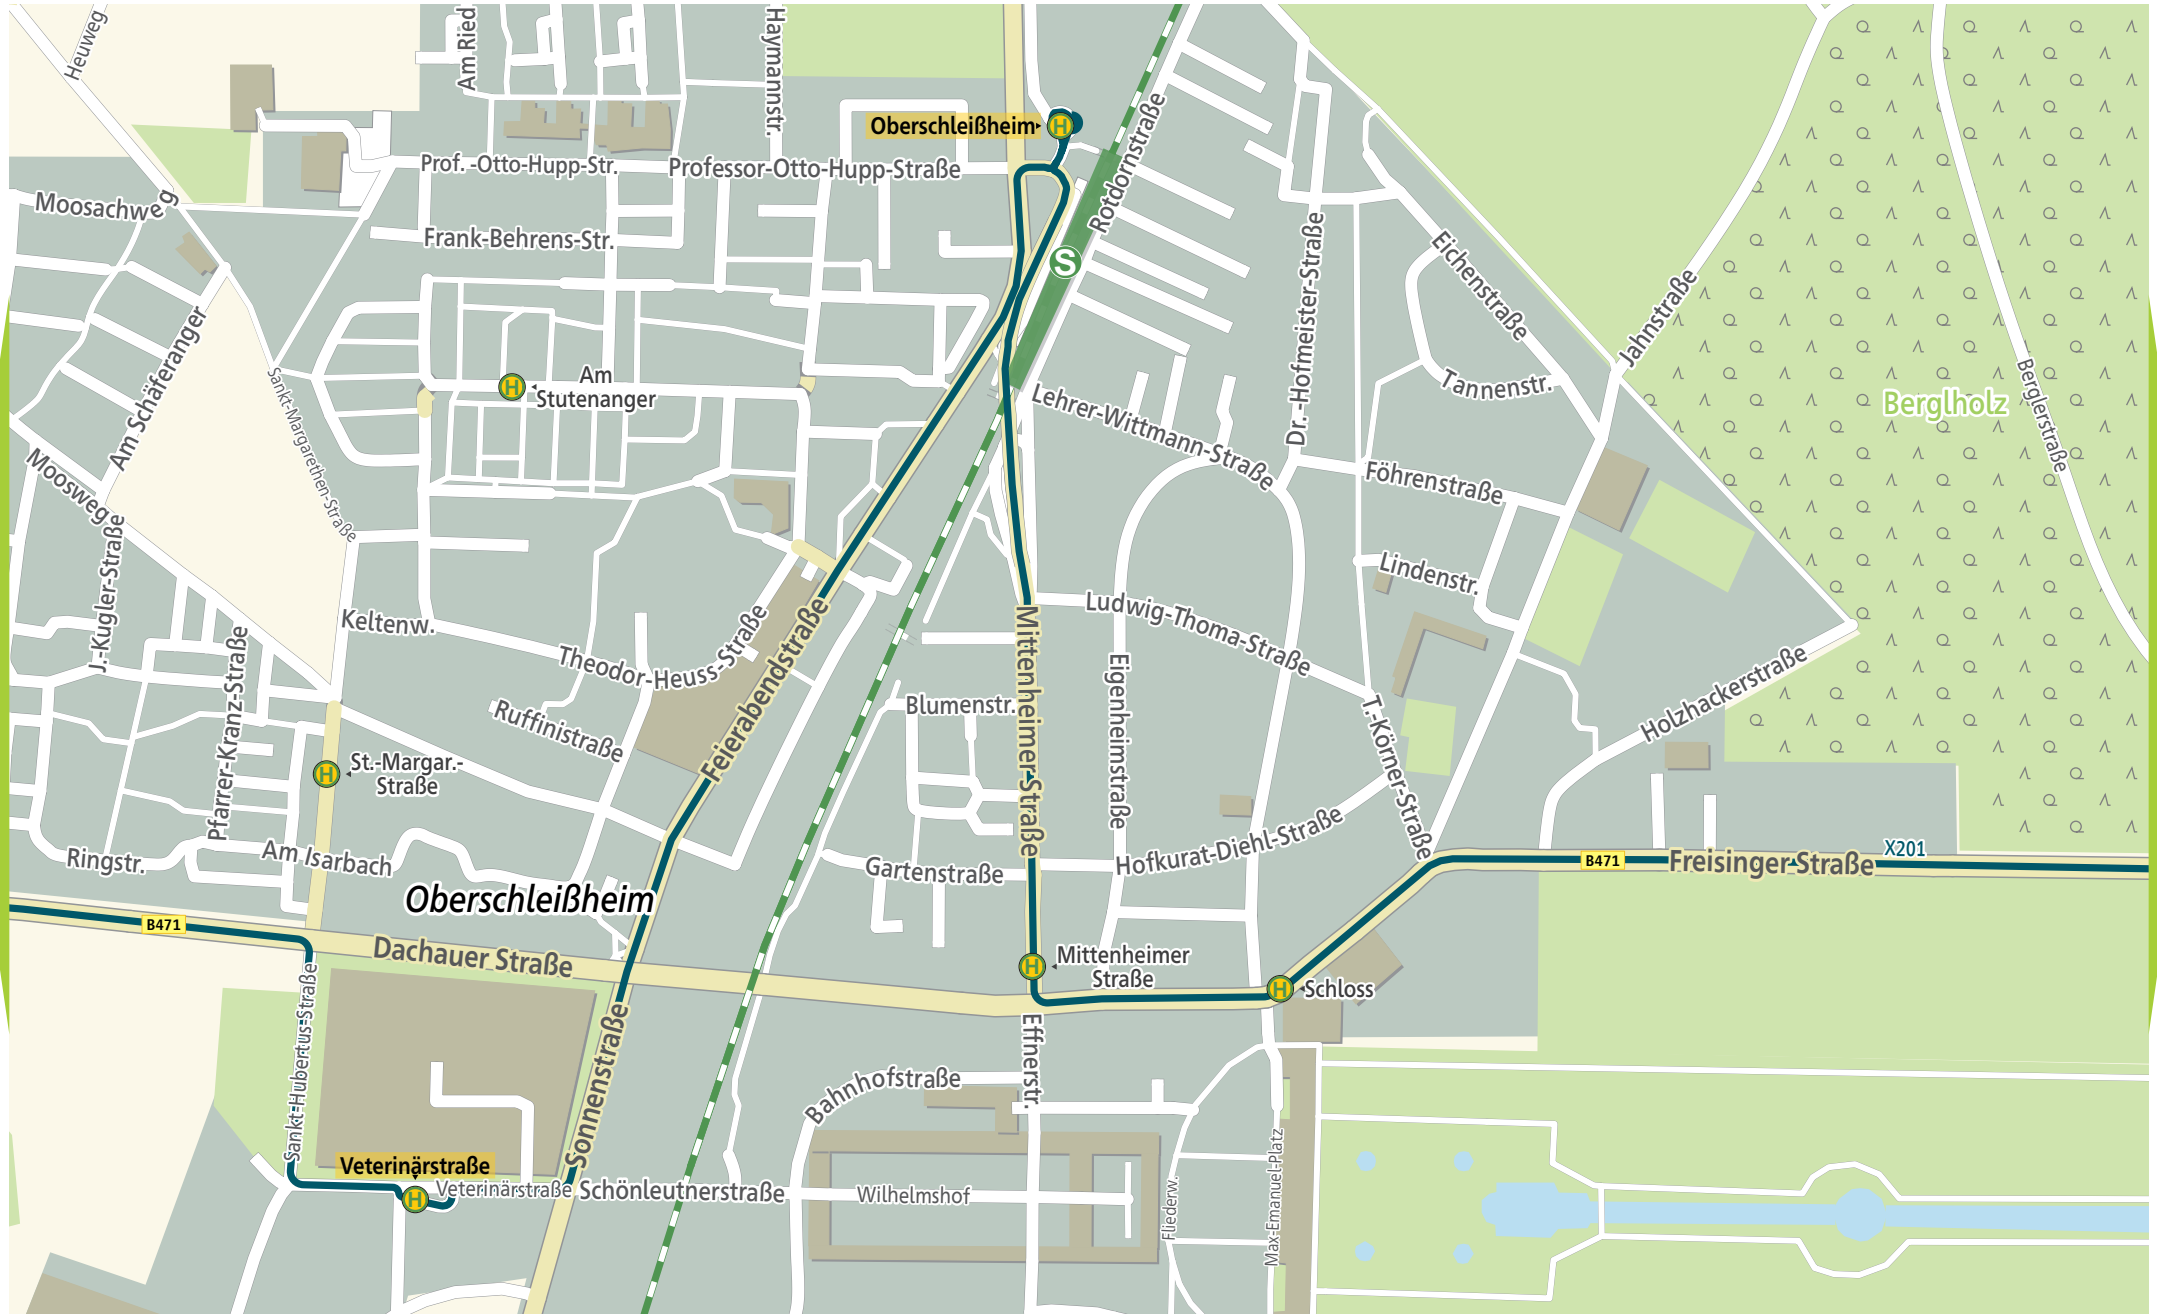 Heuweg
Am Ried
Haymannstr.
Oberschleißheim
H
Rotdornstraße
Prof. -Otto-Hupp-Str.
Professor-Otto-Hupp-Straße
Moosachweg
Frank-Behrens-Str.
S
Dr. -Hofmeister-Straße
Eichenstraße
Jahnstraße
Am Schäferanger
Sankt-Margarethen-Straße
H
Am
Stutenanger
Lehrer-Wittmann-Straße
Tannenstr.
Berglholz
Berglerstraße
Moosweg
Föhrenstraße
J.-Kugler-Straße
Lindenstr.
Keltenw.
Theodor-Heuss-Straße
Feierabendstraße
Mittenheimer-Straße
Ludwig-Thoma-Straße
Eigenheimstraße
Pfarrer-Kranz-Straße
Ruffinistraße
Blumenstr.
T.-Körner-Straße
Holzhackerstraße
H
St.-Margar.-
Straße
Ringstr.
Am Isarbach
Gartenstraße
Hofkurat-Diehl-Straße
B471
Freisinger-Straße
X201
Oberschleißheim
B471
Dachauer Straße
H
Mittenheimer
Straße
H
Schloss
Sankt-Hubertus-Straße
Sonnenstraße
Effnerstr.
Bahnhofstraße
Veterinärstraße
H
Veterinärstraße
Schönleutnerstraße
Wilhelmshof
Fliederw.
Max-Emanuel-Platz